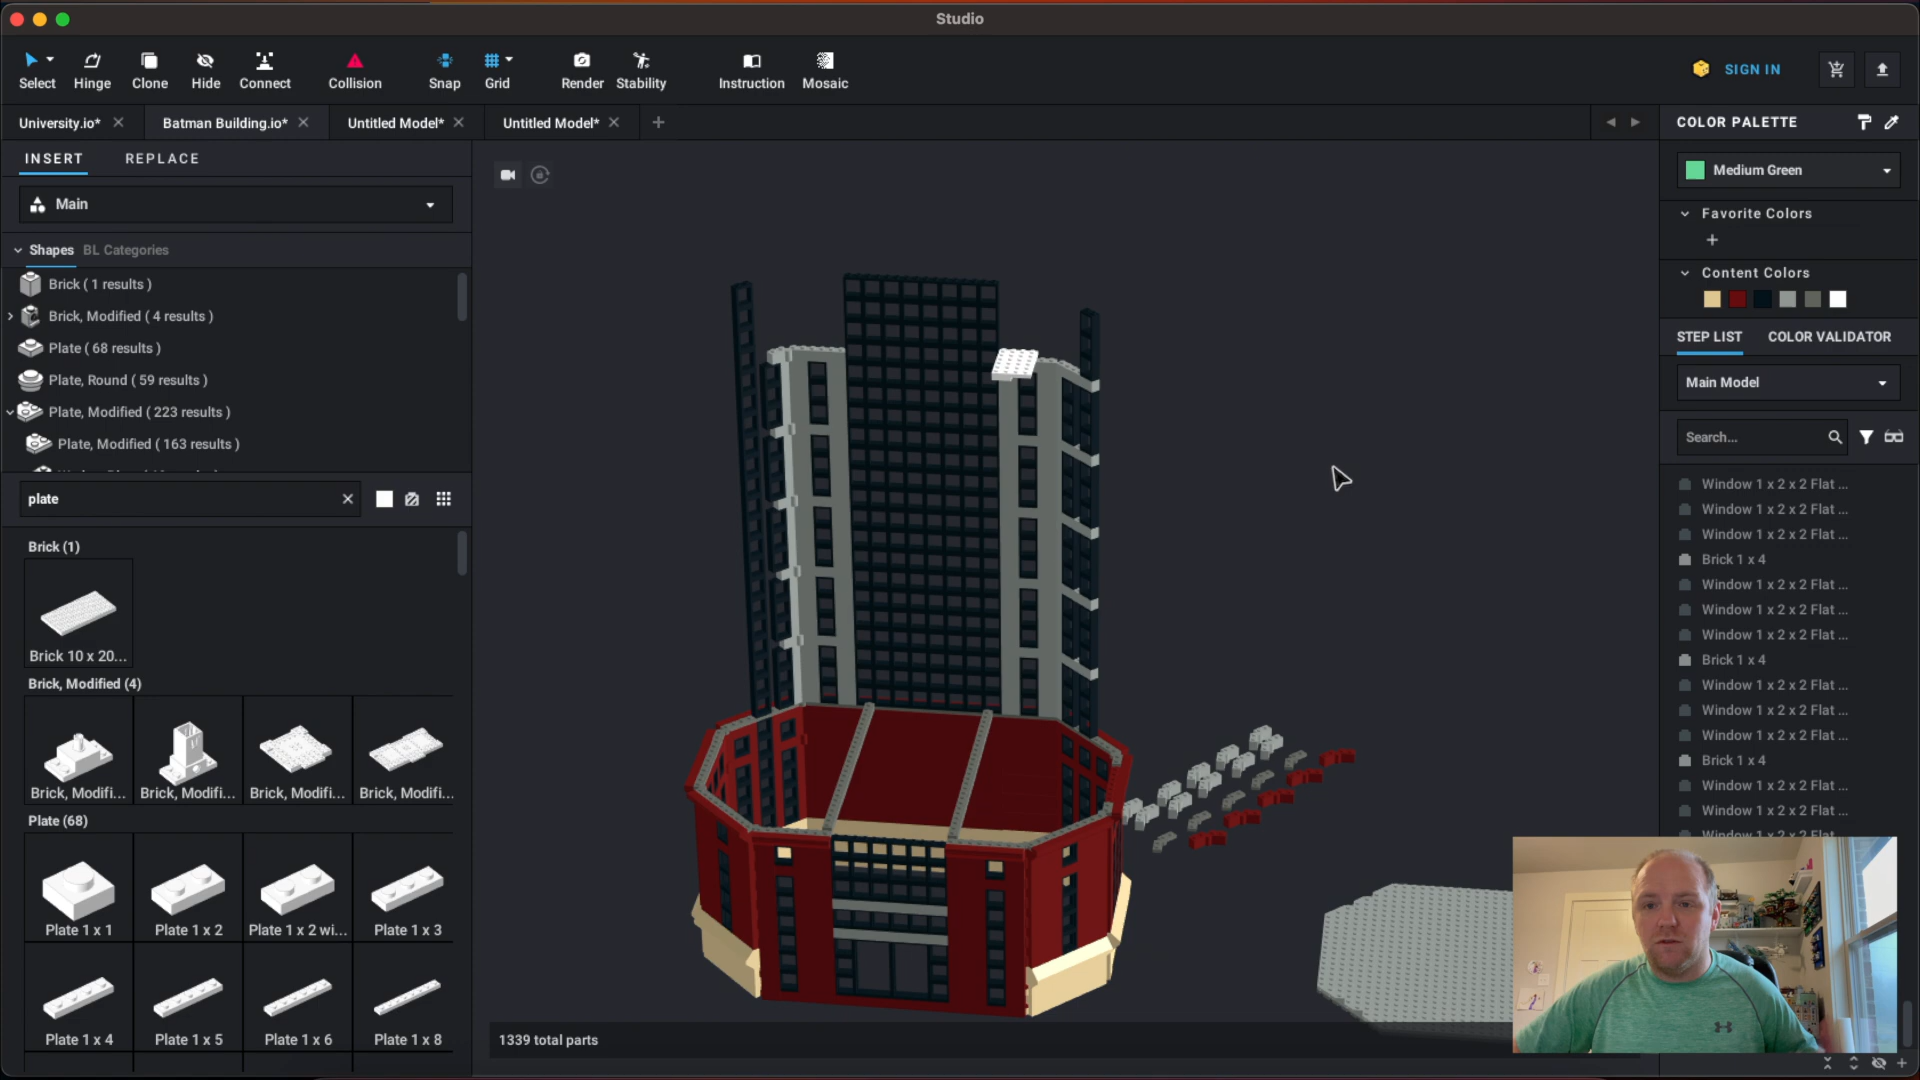 Studio
Select
Hinge
Clone
Hide
Connect
Collision
Snap
Grid
Render
Stability
Instruction
Mosaic
SIGN IN
University.io*
Batman Building.io*
Untitled Model*
Untitled Model*
INSERT
REPLACE
Main
Shapes
BL Categories
Brick ( 1 results )
Brick, Modified ( 4 results )
Plate ( 68 results )
Plate, Round ( 59 results )
Plate, Modified ( 223 results )
Plate, Modified ( 163 results )
plate
Brick (1)
Brick 10 x 20...
Brick, Modified (4)
Brick, Modifi...
Brick, Modifi...
Brick, Modifi...
Brick, Modifi...
Plate (68)
Plate 1 x 1
Plate 1 x 2
Plate 1 x 2 wi...
Plate 1 x 3
Plate 1 x 4
Plate 1 x 5
Plate 1 x 6
Plate 1 x 8
1339 total parts
COLOR PALETTE
Medium Green
Favorite Colors
Content Colors
STEP LIST
COLOR VALIDATOR
Main Model
Search...
Window 1 x 2 x 2 Flat ...
Window 1 x 2 x 2 Flat ...
Window 1 x 2 x 2 Flat ...
Brick 1 x 4
Window 1 x 2 x 2 Flat ...
Window 1 x 2 x 2 Flat ...
Window 1 x 2 x 2 Flat ...
Brick 1 x 4
Window 1 x 2 x 2 Flat ...
Window 1 x 2 x 2 Flat ...
Window 1 x 2 x 2 Flat ...
Brick 1 x 4
Window 1 x 2 x 2 Flat ...
Window 1 x 2 x 2 Flat ...
Window 1 x 2 x 2 Flat ...